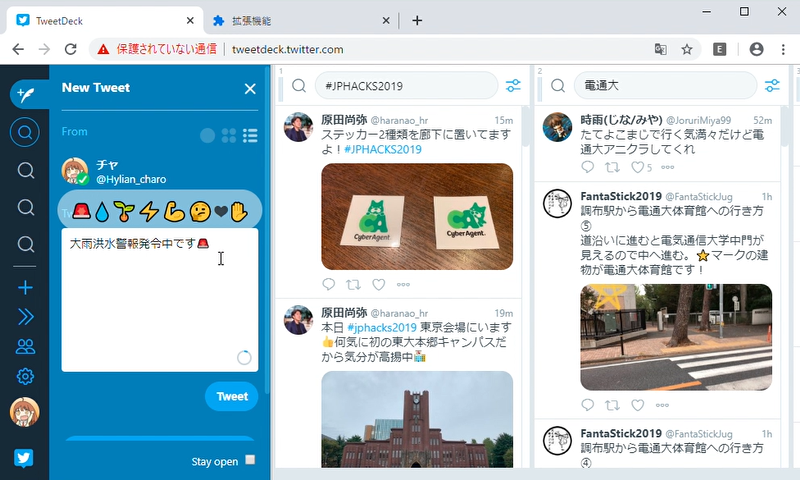 TweetDeck
拡張機能
保護されていない通信
tweetdeck.twitter.com
E
New Tweet
From
チャ
@Hylian_charo
🚨💧🌱⚡💪🤔❤✋
大雨洪水警報発令中です🚨
Tweet
Stay open
1
#JPHACKS2019
原田尚弥 @haranao_hr 15m
ステッカー2種類を廊下に置いてます
よ！#JPHACKS2019
CyberAgent.
CyberAgent.
原田尚弥 @haranao_hr 19m
本日 #jphacks2019 東京会場にいます
👍何気に初の東大本郷キャンパスだ
から気分が高揚中🏫
2
電通大
時雨(じな/みや) @JoruriMiya99 52m
たてよこまじで行く気満々だけど電
通大アニクラしてくれ
5
FantaStick2019 @FantaStickJug 1h
調布駅から電通大体育館への行き方
⑤
道沿いに進むと電気通信大学中門が
見えるので中へ進む。⭐マークの建
物が電通大体育館です！
FantaStick2019 @FantaStickJug 1h
調布駅から電通大体育館への行き方
④
3